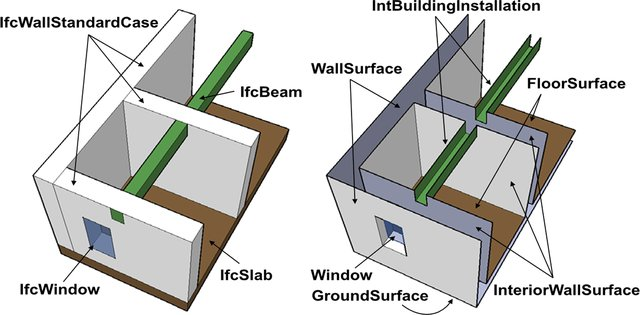 IfcWallStandardCase
IfcBeam
IfcWindow
IfcSlab
IntBuildingInstallation
WallSurface
FloorSurface
Window
GroundSurface
InteriorWallSurface